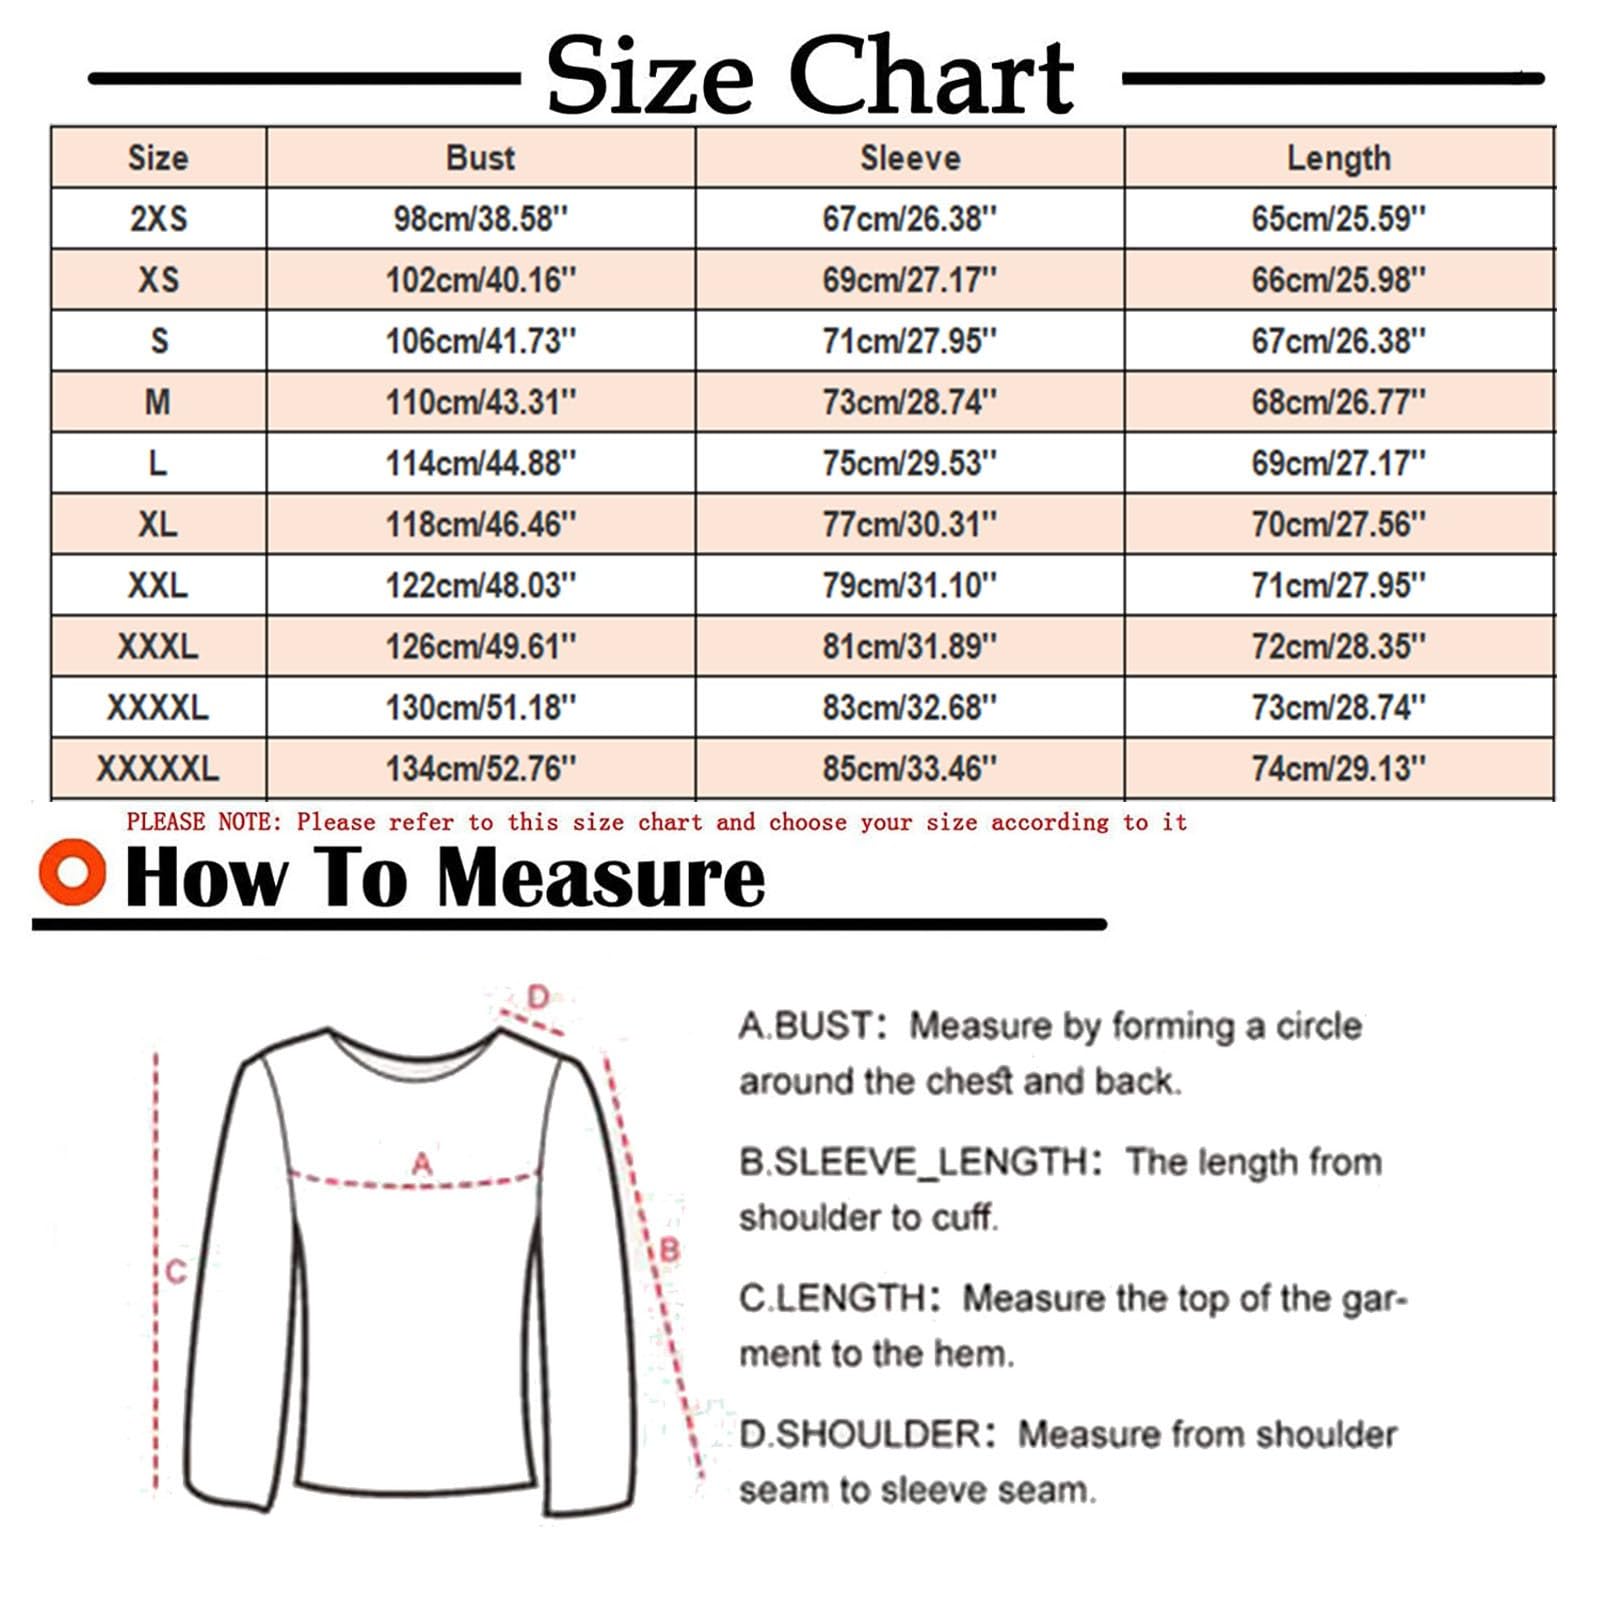 Size Chart
Size Bust Sleeve Length
2XS 98cm/38.58'' 67cm/26.38'' 65cm/25.59''
XS 102cm/40.16'' 69cm/27.17'' 66cm/25.98''
S 106cm/41.73'' 71cm/27.95'' 67cm/26.38''
M 110cm/43.31'' 73cm/28.74'' 68cm/26.77''
L 114cm/44.88'' 75cm/29.53'' 69cm/27.17''
XL 118cm/46.46'' 77cm/30.31'' 70cm/27.56''
XXL 122cm/48.03'' 79cm/31.10'' 71cm/27.95''
XXXL 126cm/49.61'' 81cm/31.89'' 72cm/28.35''
XXXXL 130cm/51.18'' 83cm/32.68'' 73cm/28.74''
XXXXXL 134cm/52.76'' 85cm/33.46'' 74cm/29.13''
PLEASE NOTE: Please refer to this size chart and choose your size according to it
How To Measure
D
A
B
C
A.BUST: Measure by forming a circle
around the chest and back.
B.SLEEVE_LENGTH: The length from
shoulder to cuff.
C.LENGTH: Measure the top of the gar-
ment to the hem.
D.SHOULDER: Measure from shoulder
seam to sleeve seam.